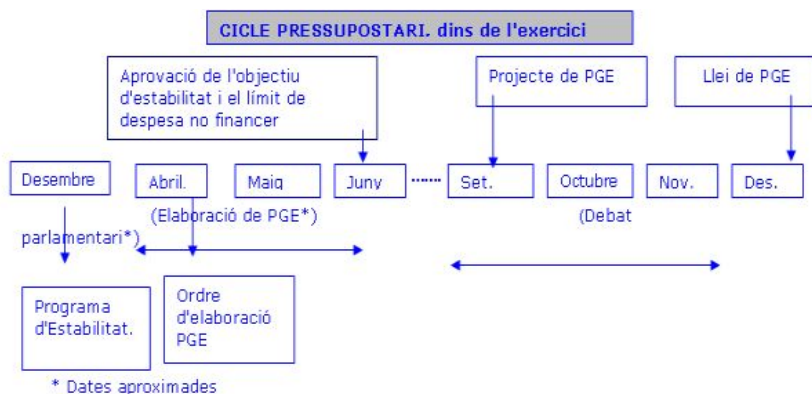 CICLE PRESSUPOSTARI. dins de l'exercici
Aprovació de l'objectiu
d'estabilitat i el límit de
despesa no financer
Projecte de PGE
Llei de PGE
Desembre
Abril.
Maig
Juny
.......
Set.
Octubre
Nov.
Des.
(Elaboració de PGE*)
(Debat
parlamentari*)
Programa
d'Estabilitat.
Ordre
d'elaboració
PGE
* Dates aproximades